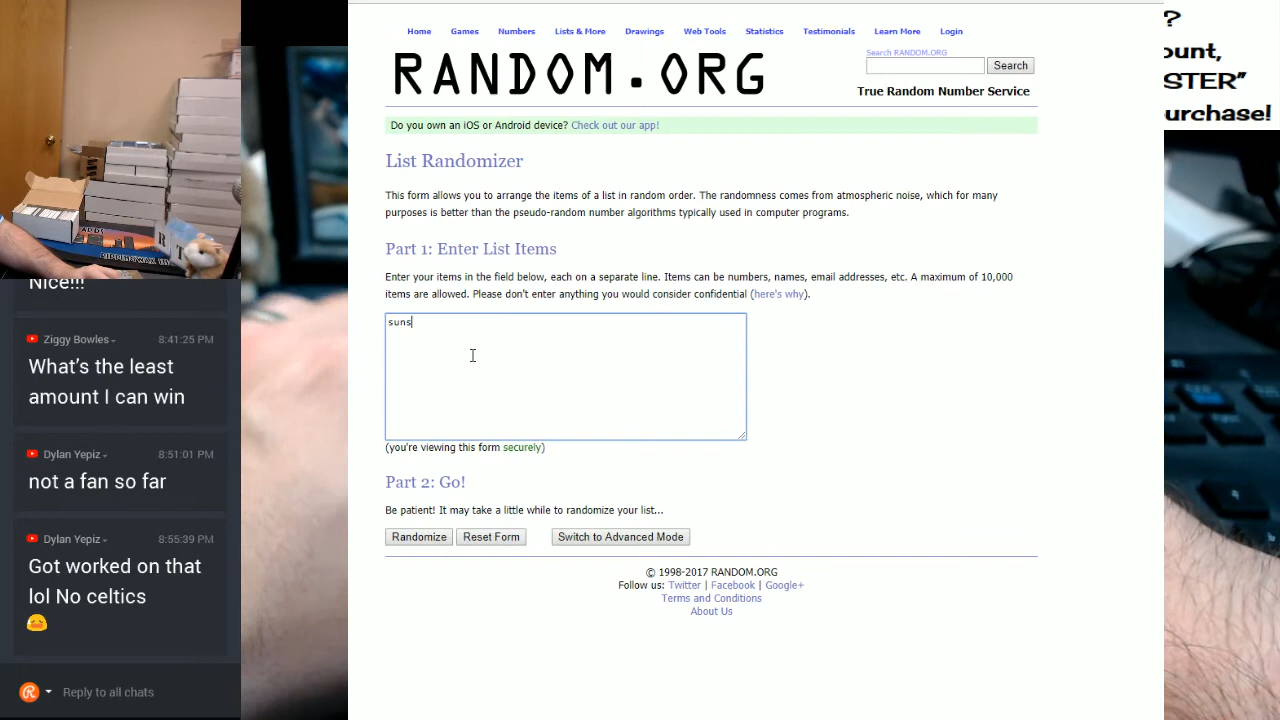 ?
ount,
STER”
urchase!
Home Games Numbers Lists & More Drawings Web Tools Statistics Testimonials Learn More Login
RANDOM.ORG
Search RANDOM.ORG
Search
True Random Number Service
Do you own an iOS or Android device? Check out our app!
List Randomizer
This form allows you to arrange the items of a list in random order. The randomness comes from atmospheric noise, which for many
purposes is better than the pseudo-random number algorithms typically used in computer programs.
Part 1: Enter List Items
Enter your items in the field below, each on a separate line. Items can be numbers, names, email addresses, etc. A maximum of 10,000
items are allowed. Please don't enter anything you would consider confidential (here's why).
suns
(you're viewing this form securely)
Part 2: Go!
Be patient! It may take a little while to randomize your list...
Randomize Reset Form Switch to Advanced Mode
© 1998-2017 RANDOM.ORG
Follow us: Twitter | Facebook | Google+
Terms and Conditions
About Us
Nice!!!
Ziggy Bowles 8:41:25 PM
What’s the least
amount I can win
Dylan Yepiz 8:51:01 PM
not a fan so far
Dylan Yepiz 8:55:39 PM
Got worked on that
lol No celtics
Reply to all chats